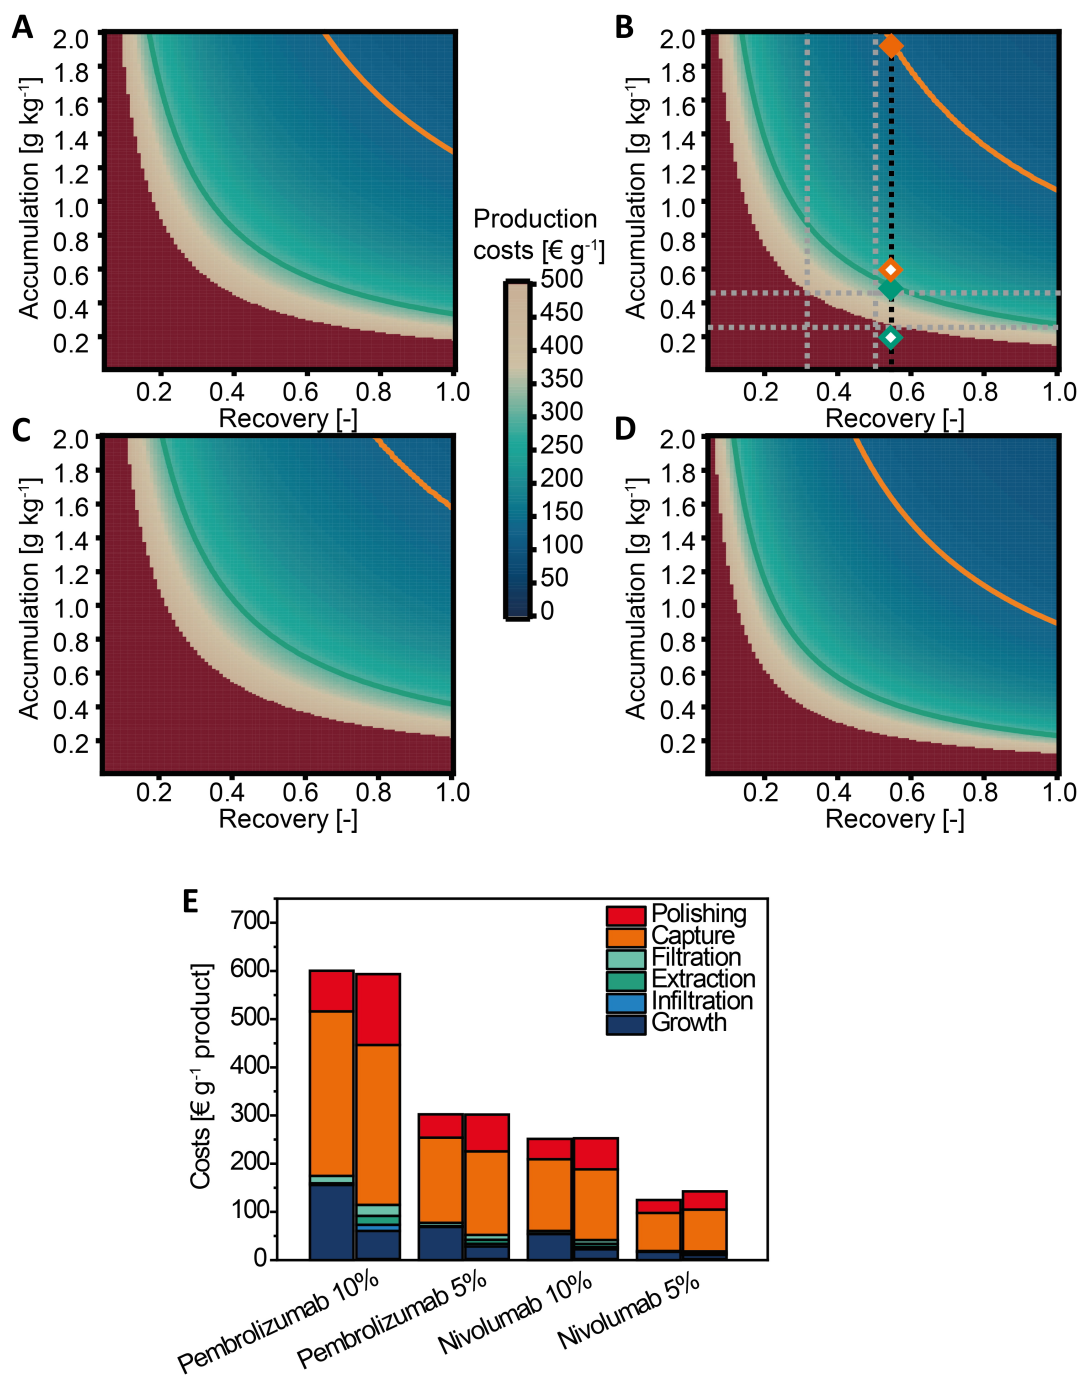 A
Accumulation [g kg⁻¹]
2.0
1.8
1.6
1.4
1.2
1.0
0.8
0.6
0.4
0.2
0.2 0.4 0.6 0.8 1.0
Recovery [-]
B
Accumulation [g kg⁻¹]
2.0
1.8
1.6
1.4
1.2
1.0
0.8
0.6
0.4
0.2
0.2 0.4 0.6 0.8 1.0
Recovery [-]
Production
costs [€ g⁻¹]
500
450
400
350
300
250
200
150
100
50
0
C
Accumulation [g kg⁻¹]
2.0
1.8
1.6
1.4
1.2
1.0
0.8
0.6
0.4
0.2
0.2 0.4 0.6 0.8 1.0
Recovery [-]
D
Accumulation [g kg⁻¹]
2.0
1.8
1.6
1.4
1.2
1.0
0.8
0.6
0.4
0.2
0.2 0.4 0.6 0.8 1.0
Recovery [-]
E
Costs [€ g⁻¹ product]
700
600
500
400
300
200
100
0
Polishing
Capture
Filtration
Extraction
Infiltration
Growth
Pembrolizumab 10%
Pembrolizumab 5%
Nivolumab 10%
Nivolumab 5%